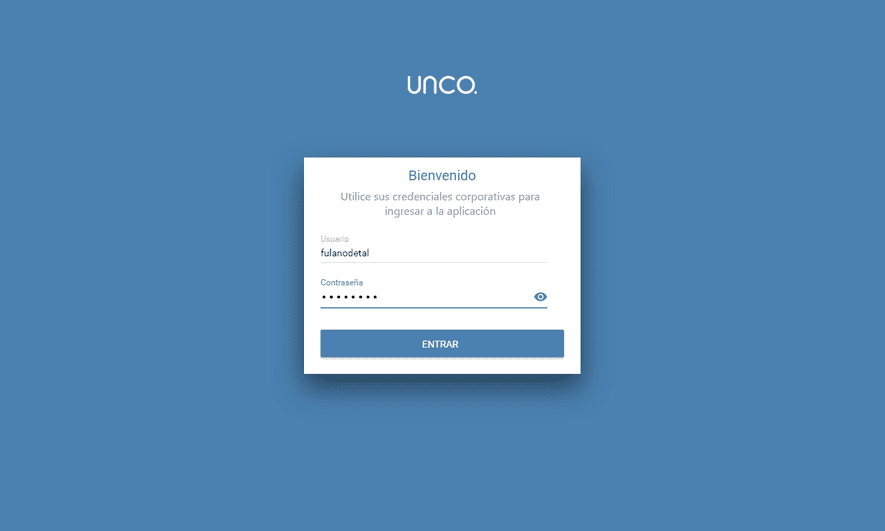 UNCO.
Bienvenido
Utilice sus credenciales corporativas para
ingresar a la aplicación
Usuario
fulanodetal
Contraseña
••••••••
ENTRAR